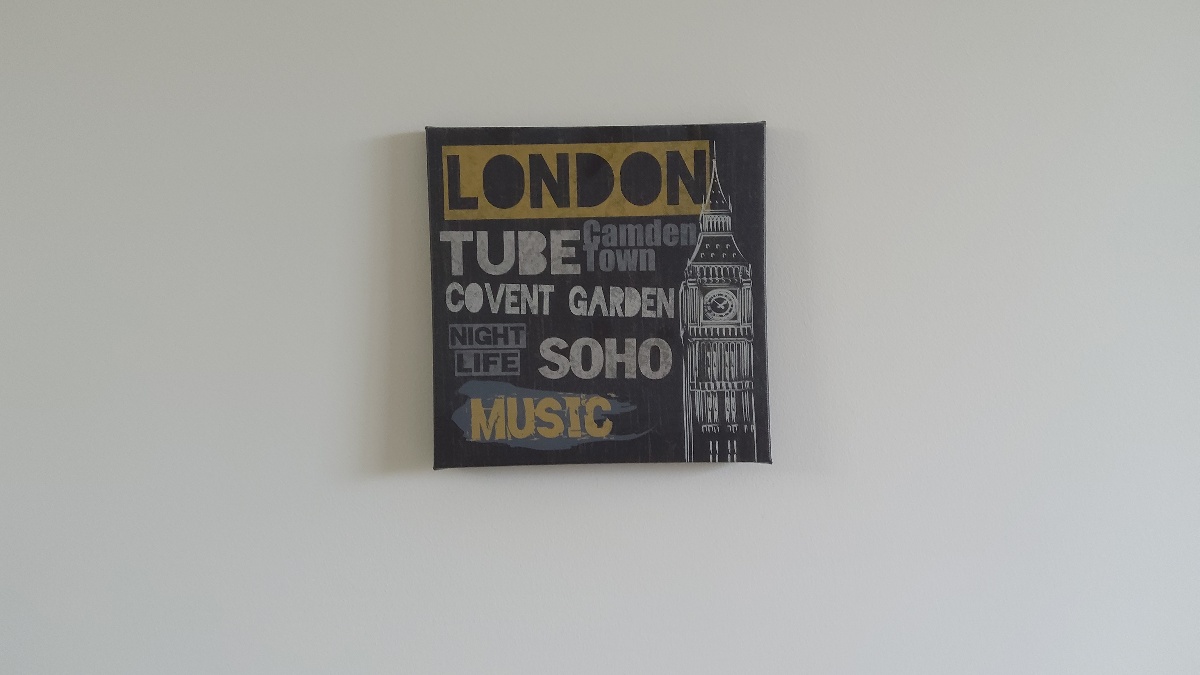 LONDON
TUBE
Camden
Town
COVENT GARDEN
NIGHT
LIFE
SOHO
MUSIC